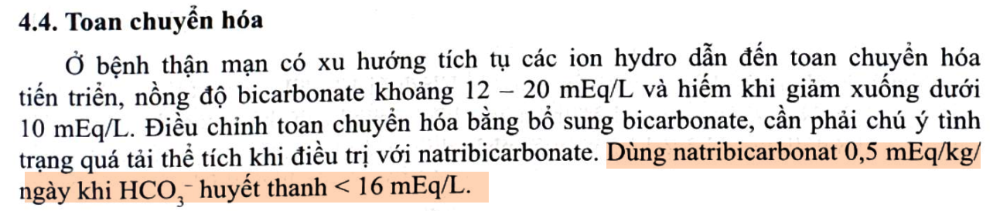 4.4. Toan chuyển hóa
Ở bệnh thận mạn có xu hướng tích tụ các ion hydro dẫn đến toan chuyển hóa
tiến triển, nồng độ bicarbonate khoảng 12 – 20 mEq/L và hiếm khi giảm xuống dưới
10 mEq/L. Điều chỉnh toan chuyển hóa bằng bổ sung bicarbonate, cần phải chú ý tình
trạng quá tải thể tích khi điều trị với natribicarbonate. Dùng natribicarbonat 0,5 mEq/kg/
ngày khi HCO₃⁻ huyết thanh < 16 mEq/L.